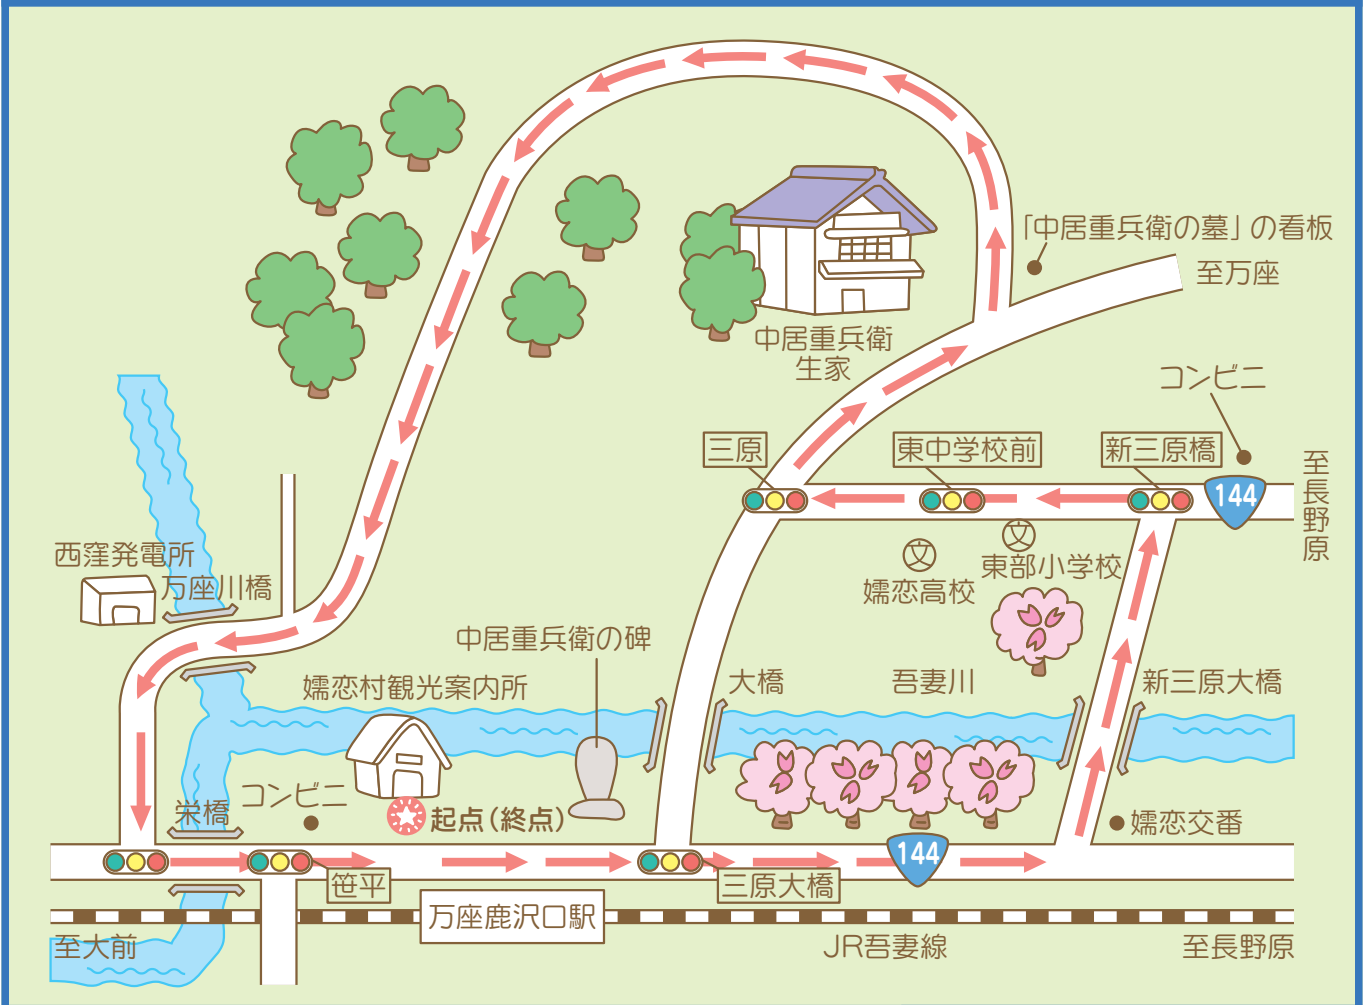 「中居重兵衛の墓」の看板
至万座
中居重兵衛
生家
コンビニ
三原
東中学校前
新三原橋
144
至長野原
西窪発電所
万座川橋
文
文
東部小学校
嬬恋高校
中居重兵衛の碑
嬬恋村観光案内所
大橋
吾妻川
新三原大橋
栄橋
コンビニ
起点(終点)
嬬恋交番
144
笹平
三原大橋
万座鹿沢口駅
至大前
JR吾妻線
至長野原